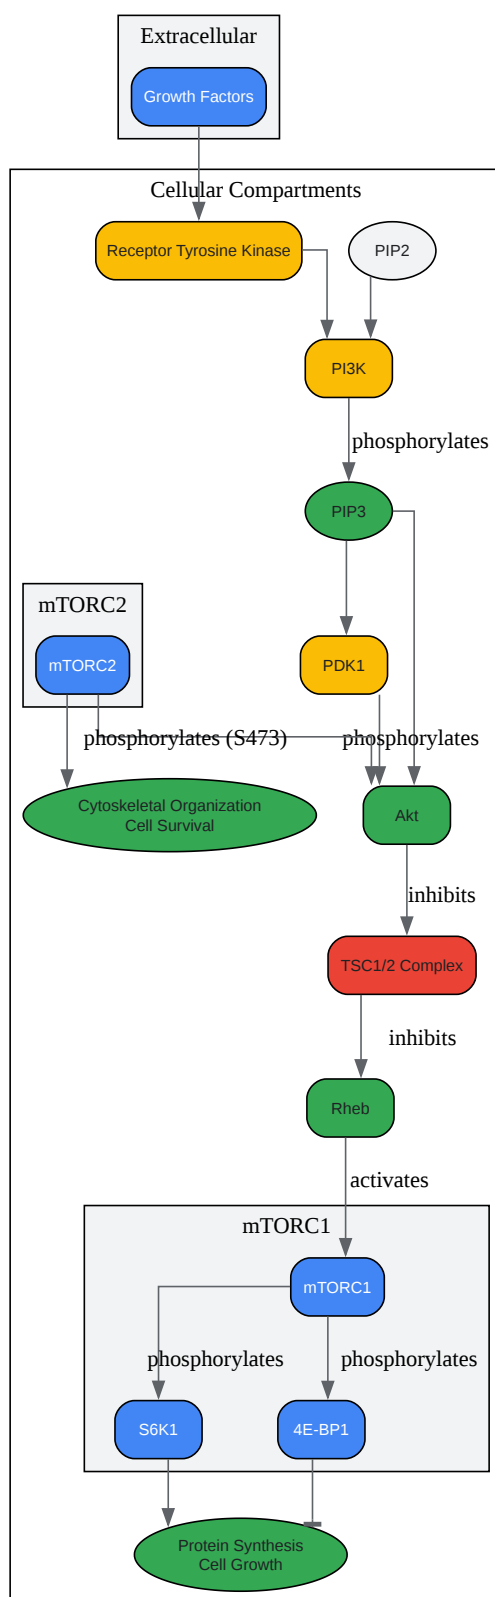 Extracellular
Growth Factors
Cellular Compartments
Receptor Tyrosine Kinase
PIP2
PI3K
phosphorylates
PIP3
mTORC2
mTORC2
PDK1
phosphorylates (S473)
phosphorylates
Cytoskeletal Organization
Cell Survival
Akt
inhibits
TSC1/2 Complex
inhibits
Rheb
activates
mTORC1
mTORC1
phosphorylates
phosphorylates
S6K1
4E-BP1
Protein Synthesis
Cell Growth